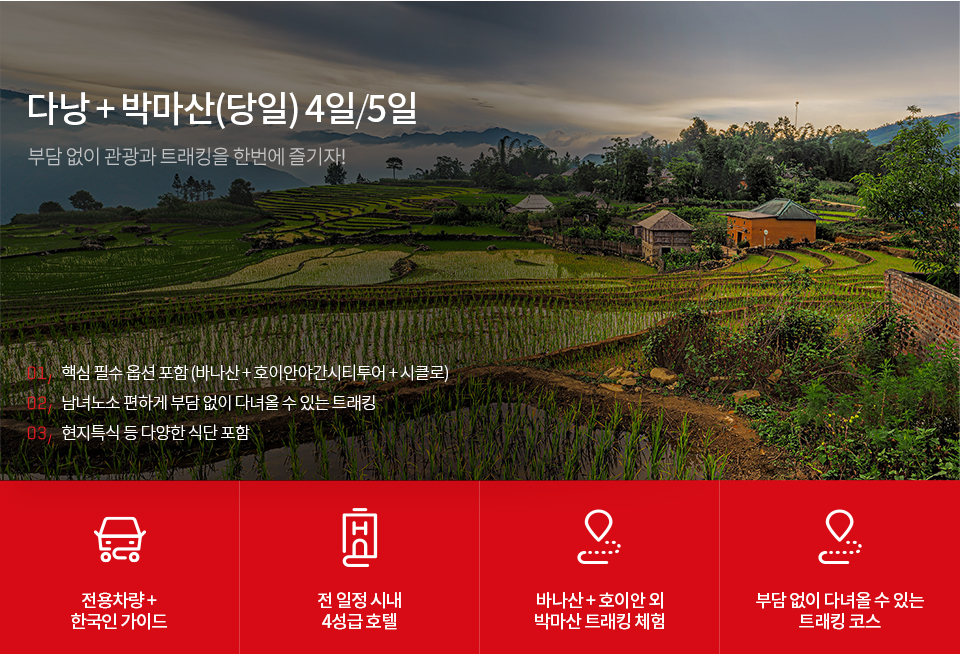 다낭 + 박마산(당일) 4일/5일
부담 없이 관광과 트래킹을 한번에 즐기자!
01, 핵심 필수 옵션 포함 (바나산 + 호이안야간시티투어 + 시클로)
02, 남녀노소 편하게 부담 없이 다녀올 수 있는 트래킹
03, 현지특식 등 다양한 식단 포함
전용차량 +
한국인 가이드
전 일정 시내
4성급 호텔
바나산 + 호이안 외
박마산 트래킹 체험
부담 없이 다녀올 수 있는
트래킹 코스